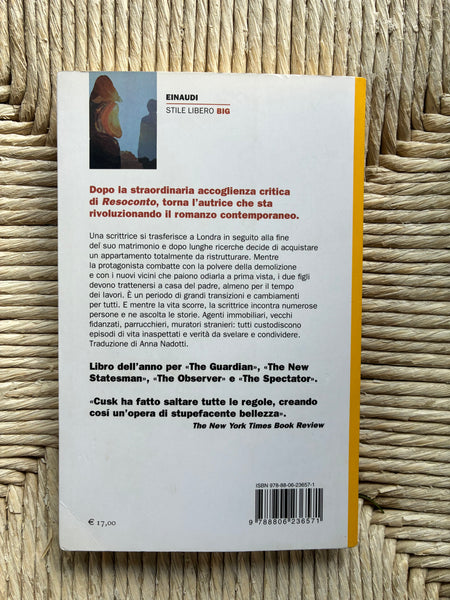 EINAUDI
STILE LIBERO BIG
Dopo la straordinaria accoglienza critica
di Resoconto, torna l'autrice che sta
rivoluzionando il romanzo contemporaneo.
Una scrittrice si trasferisce a Londra in seguito alla fine
del suo matrimonio e dopo lunghe ricerche decide di acquistare
un appartamento totalmente da ristrutturare. Mentre
la protagonista combatte con la polvere della demolizione
e con i nuovi vicini che paiono odiarla a prima vista, i due figli
devono trattenersi a casa del padre, almeno per il tempo
dei lavori. È un periodo di grandi transizioni e cambiamenti
per tutti. E mentre la vita scorre, la scrittrice incontra numerose
persone e ne ascolta le storie. Agenti immobiliari, vecchi
fidanzati, parrucchieri, muratori stranieri: tutti custodiscono
episodi di vita inaspettati e verità da svelare e condividere.
Traduzione di Anna Nadotti.
Libro dell'anno per «The Guardian», «The New
Statesman», «The Observer» e «The Spectator».
«Cusk ha fatto saltare tutte le regole, creando
cosí un'opera di stupefacente bellezza».
The New York Times Book Review
ISBN 978-88-06-23657-1
9 788806 236571
€ 17,00